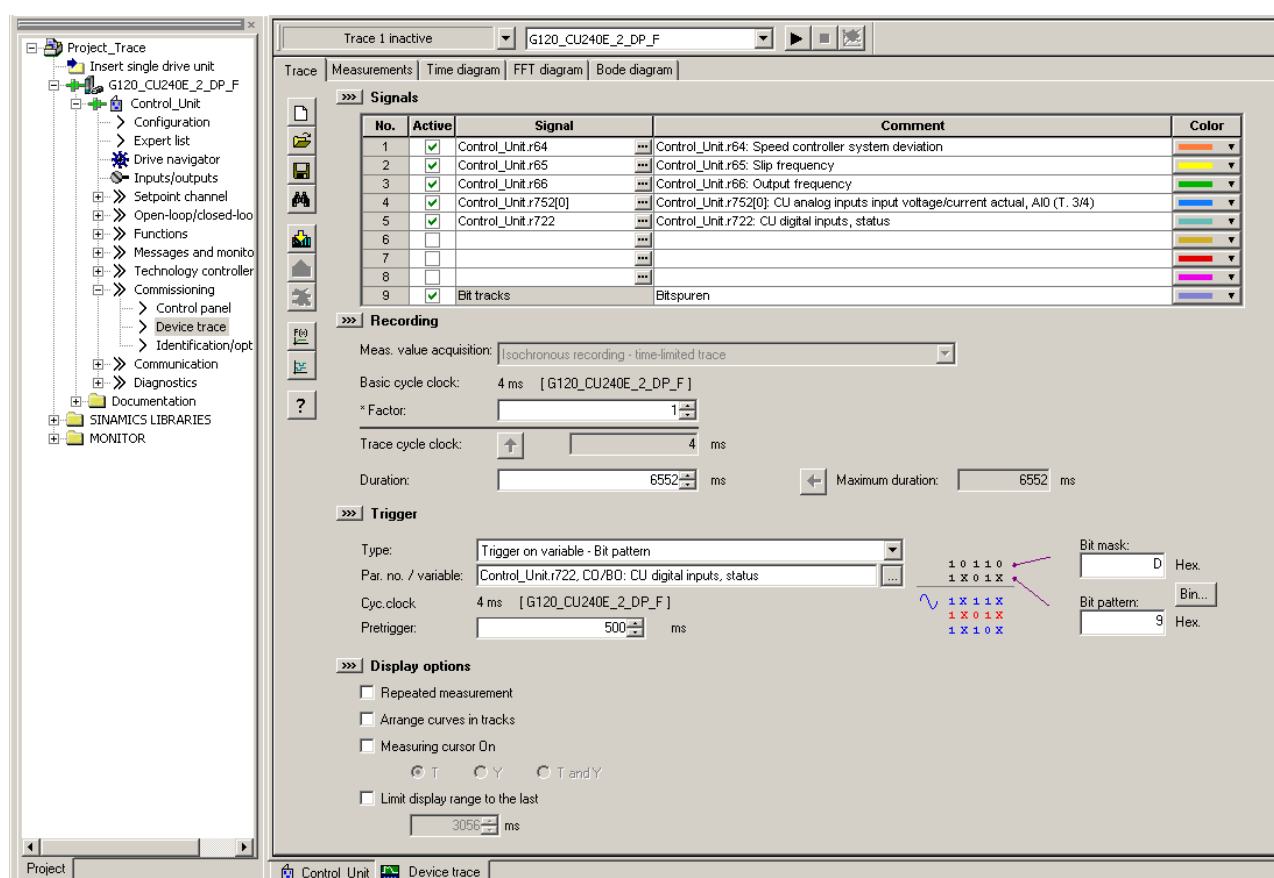 Project_Trace
Insert single drive unit
G120_CU240E_2_DP_F
Control_Unit
Configuration
Expert list
Drive navigator
Inputs/outputs
Setpoint channel
Open-loop/closed-loo
Functions
Messages and monito
Technology controller
Commissioning
Control panel
Device trace
Identification/opt
Communication
Diagnostics
Documentation
SINAMICS LIBRARIES
MONITOR
Project
Trace 1 inactive G120_CU240E_2_DP_F
Trace Measurements Time diagram FFT diagram Bode diagram
>>> Signals
No. Active Signal Comment Color
1 Control_Unit.r64 ... Control_Unit.r64: Speed controller system deviation
2 Control_Unit.r65 ... Control_Unit.r65: Slip frequency
3 Control_Unit.r66 ... Control_Unit.r66: Output frequency
4 Control_Unit.r752[0] ... Control_Unit.r752[0]: CU analog inputs input voltage/current actual, AI0 (T. 3/4)
5 Control_Unit.r722 ... Control_Unit.r722: CU digital inputs, status
6 ...
7 ...
8 ...
9 Bit tracks Bitspuren
>>> Recording
Meas. value acquisition: Isochronous recording - time-limited trace
Basic cycle clock: 4 ms [ G120_CU240E_2_DP_F ]
* Factor: 1
Trace cycle clock: 4 ms
Duration: 6552 ms Maximum duration: 6552 ms
>>> Trigger
Type: Trigger on variable - Bit pattern
Par. no. / variable: Control_Unit.r722, CO/BO: CU digital inputs, status ...
Cyc.clock 4 ms [ G120_CU240E_2_DP_F ]
Pretrigger: 500 ms
1 0 1 1 0
1 X 0 1 X
1 X 1 1 X
1 X 0 1 X
1 X 1 0 X
Bit mask:
D Hex.
Bin...
Bit pattern:
9 Hex.
>>> Display options
Repeated measurement
Arrange curves in tracks
Measuring cursor On
T Y T and Y
Limit display range to the last
3056 ms
Control_Unit Device trace
F(x)
?